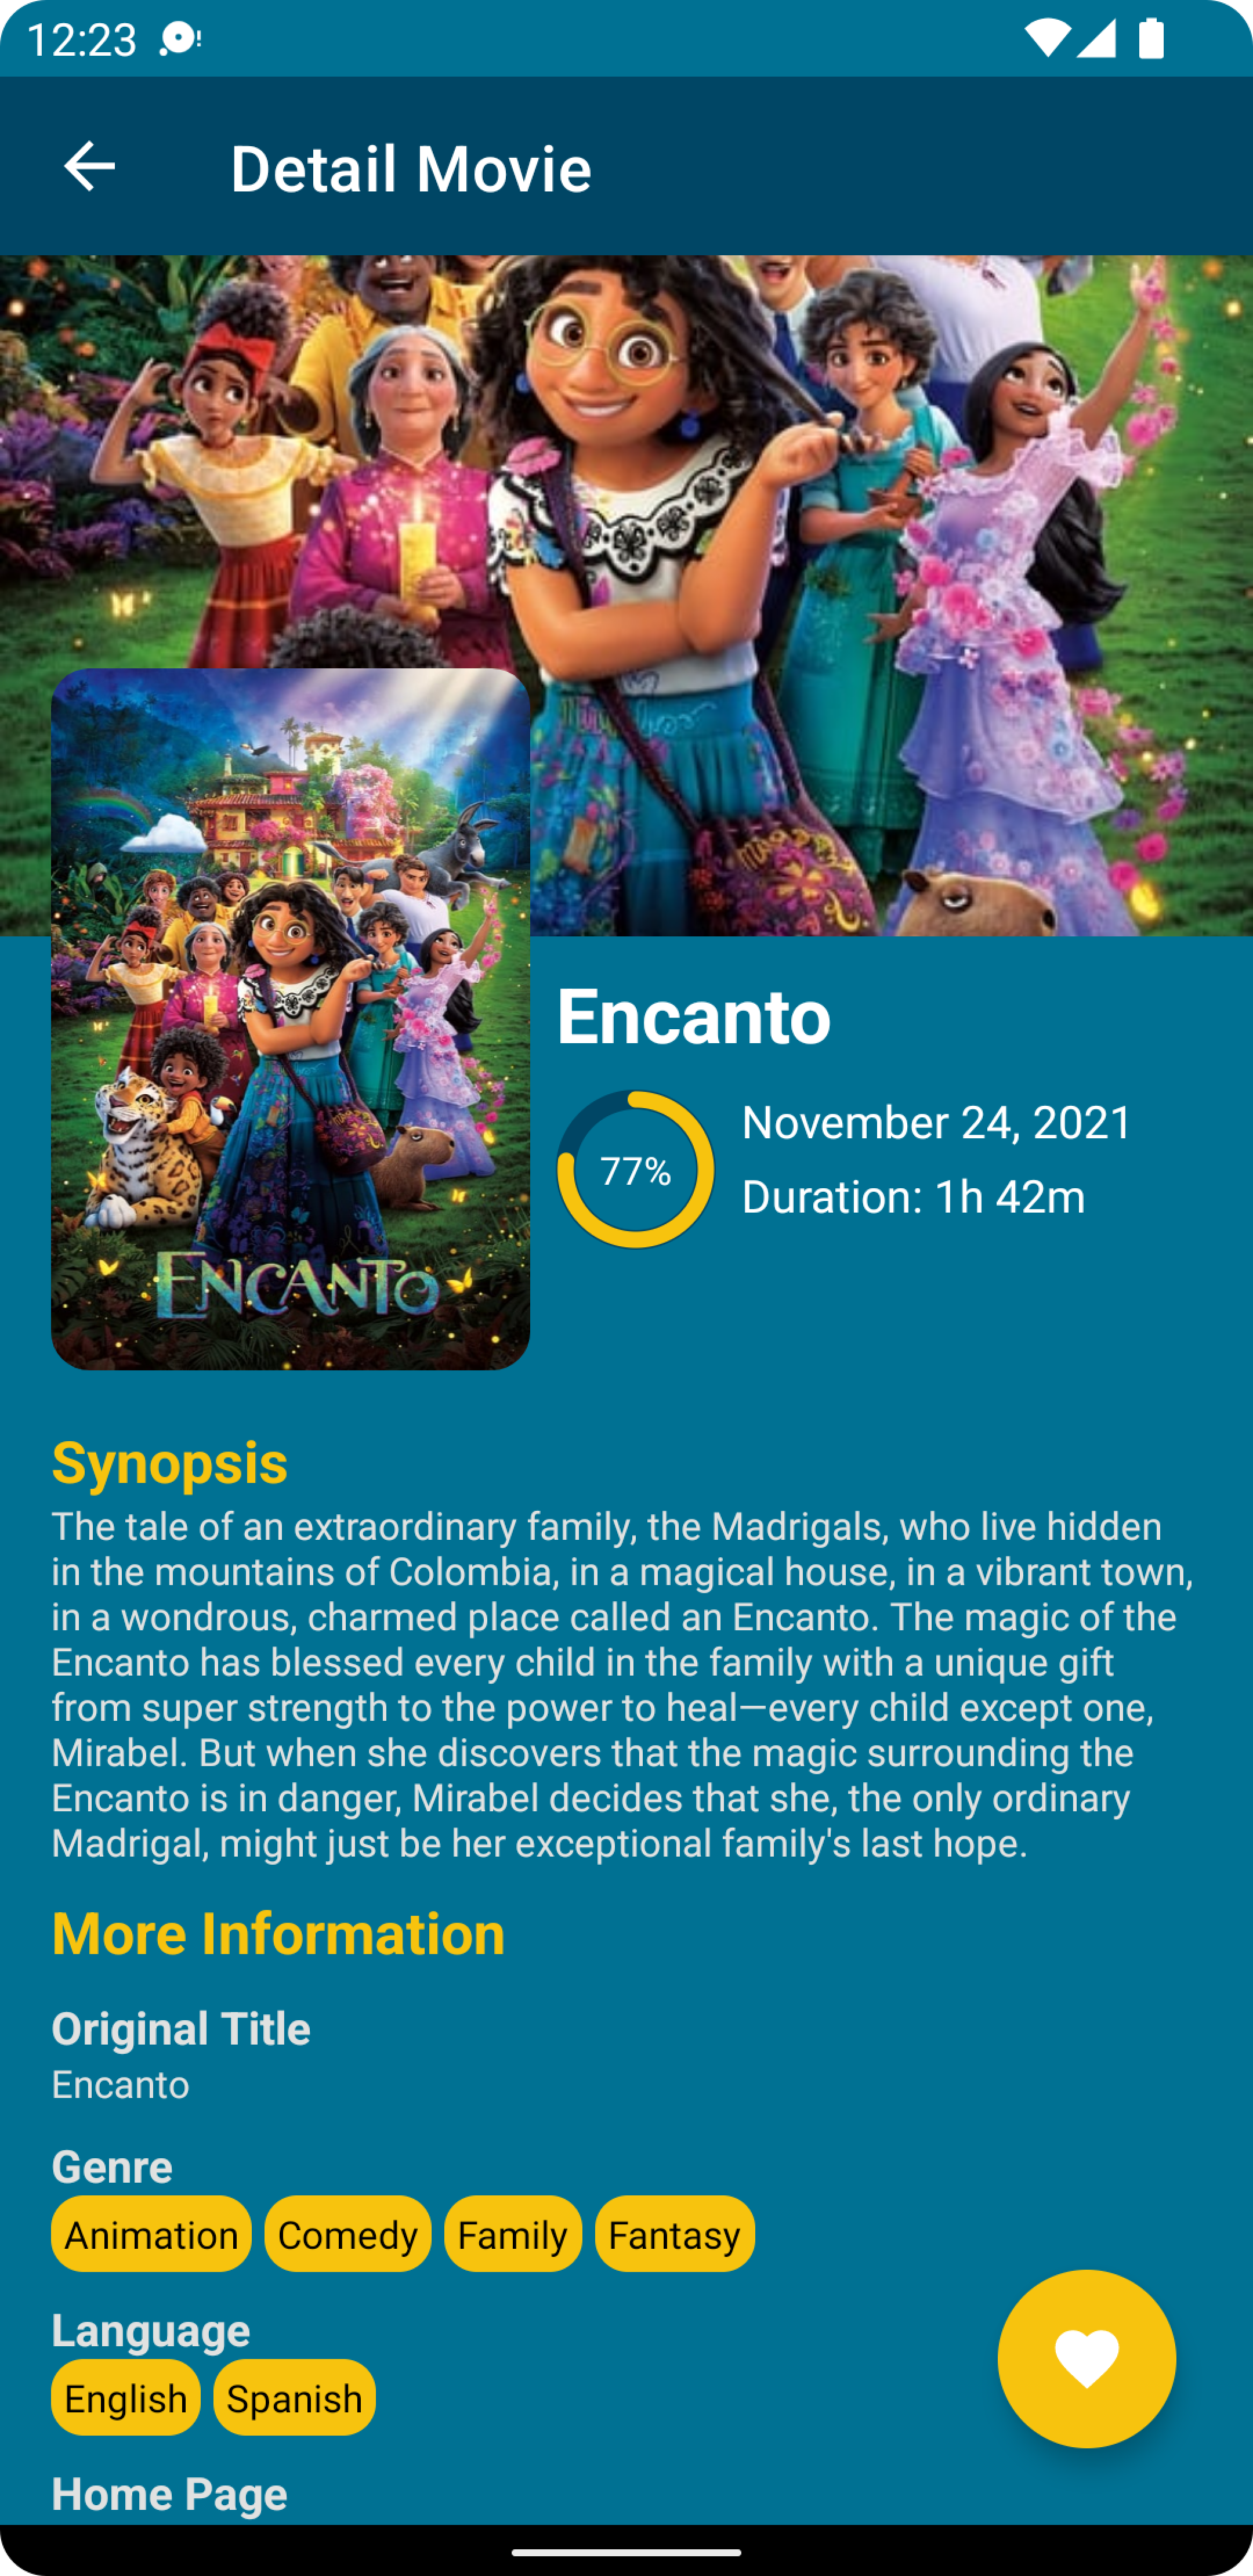 12:23
Detail Movie
ENCANTO
Encanto
77%
November 24, 2021
Duration: 1h 42m
Synopsis
The tale of an extraordinary family, the Madrigals, who live hidden
in the mountains of Colombia, in a magical house, in a vibrant town,
in a wondrous, charmed place called an Encanto. The magic of the
Encanto has blessed every child in the family with a unique gift
from super strength to the power to heal—every child except one,
Mirabel. But when she discovers that the magic surrounding the
Encanto is in danger, Mirabel decides that she, the only ordinary
Madrigal, might just be her exceptional family's last hope.
More Information
Original Title
Encanto
Genre
Animation Comedy Family Fantasy
Language
English Spanish
Home Page